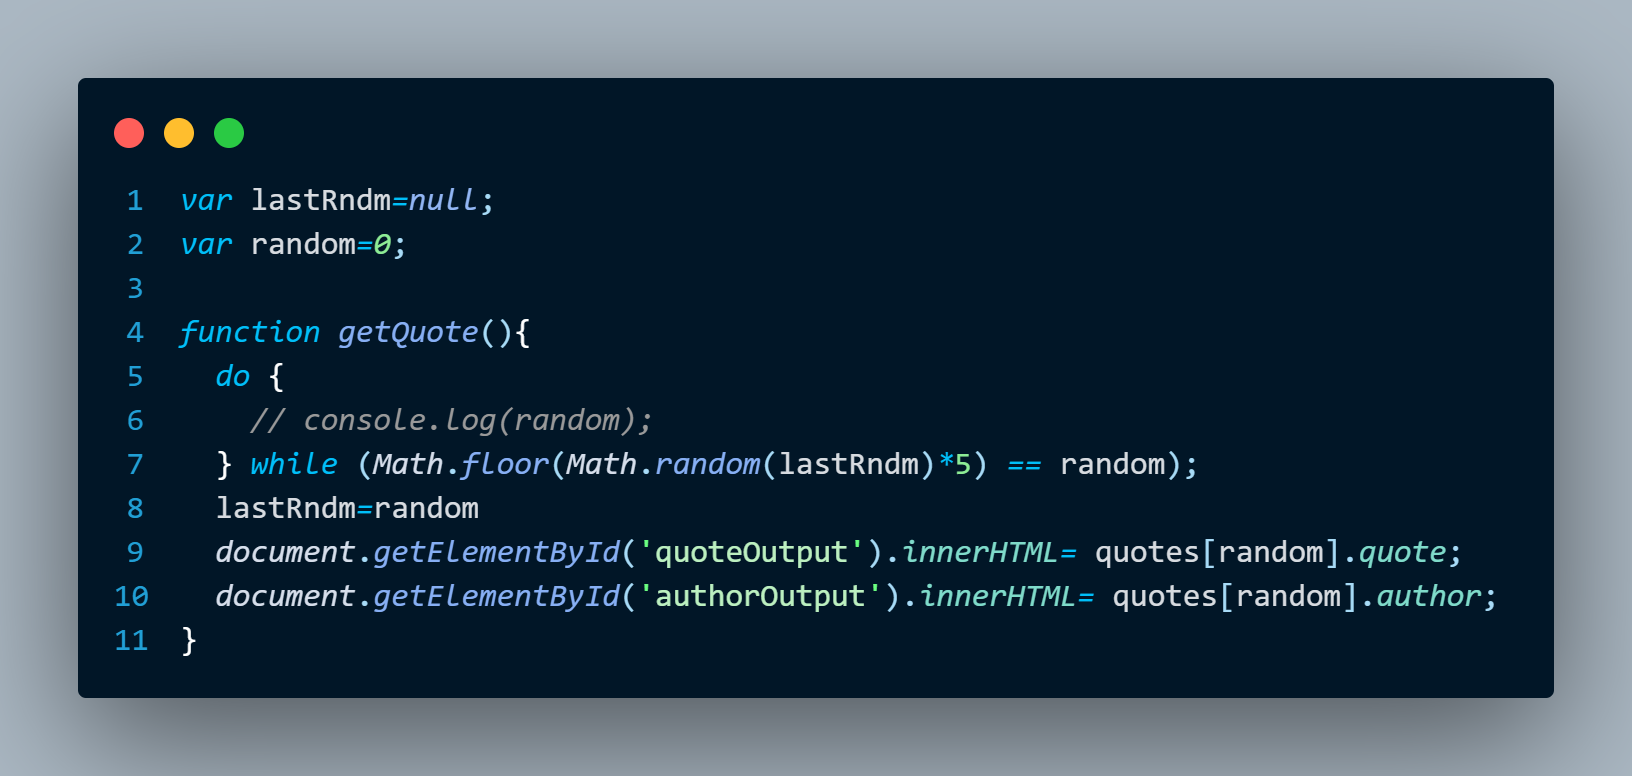 1 var lastRndm=null;
2 var random=0;
3
4 function getQuote(){
5   do {
6     // console.log(random);
7   } while (Math.floor(Math.random(lastRndm)*5) == random);
8   lastRndm=random
9   document.getElementById('quoteOutput').innerHTML= quotes[random].quote;
10   document.getElementById('authorOutput').innerHTML= quotes[random].author;
11 }